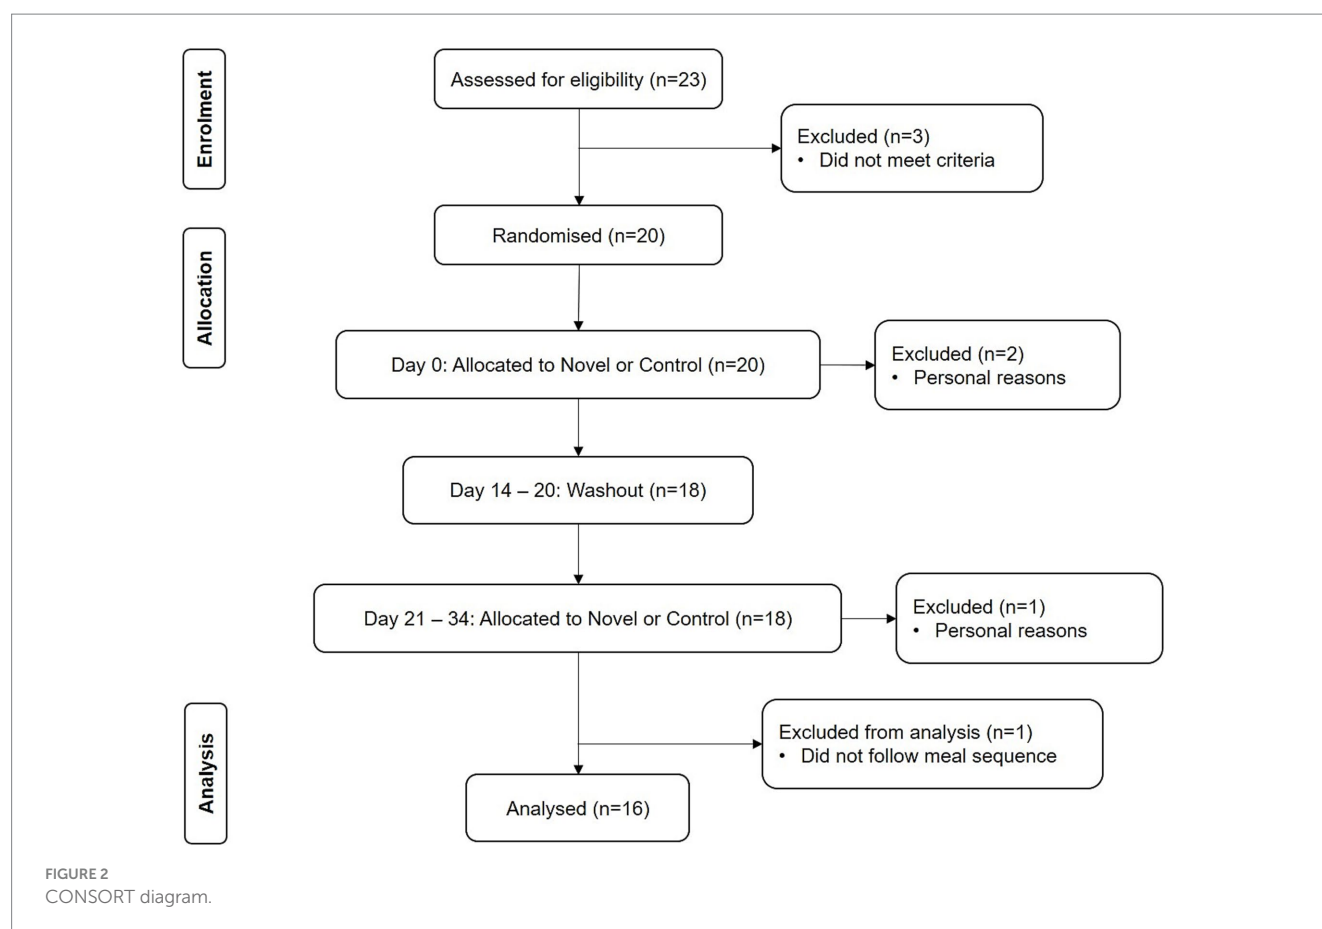 Enrolment
Assessed for eligibility (n=23)
Excluded (n=3)
• Did not meet criteria
Randomised (n=20)
Allocation
Day 0: Allocated to Novel or Control (n=20)
Excluded (n=2)
• Personal reasons
Day 14 – 20: Washout (n=18)
Day 21 – 34: Allocated to Novel or Control (n=18)
Excluded (n=1)
• Personal reasons
Analysis
Excluded from analysis (n=1)
• Did not follow meal sequence
Analysed (n=16)
FIGURE 2
CONSORT diagram.